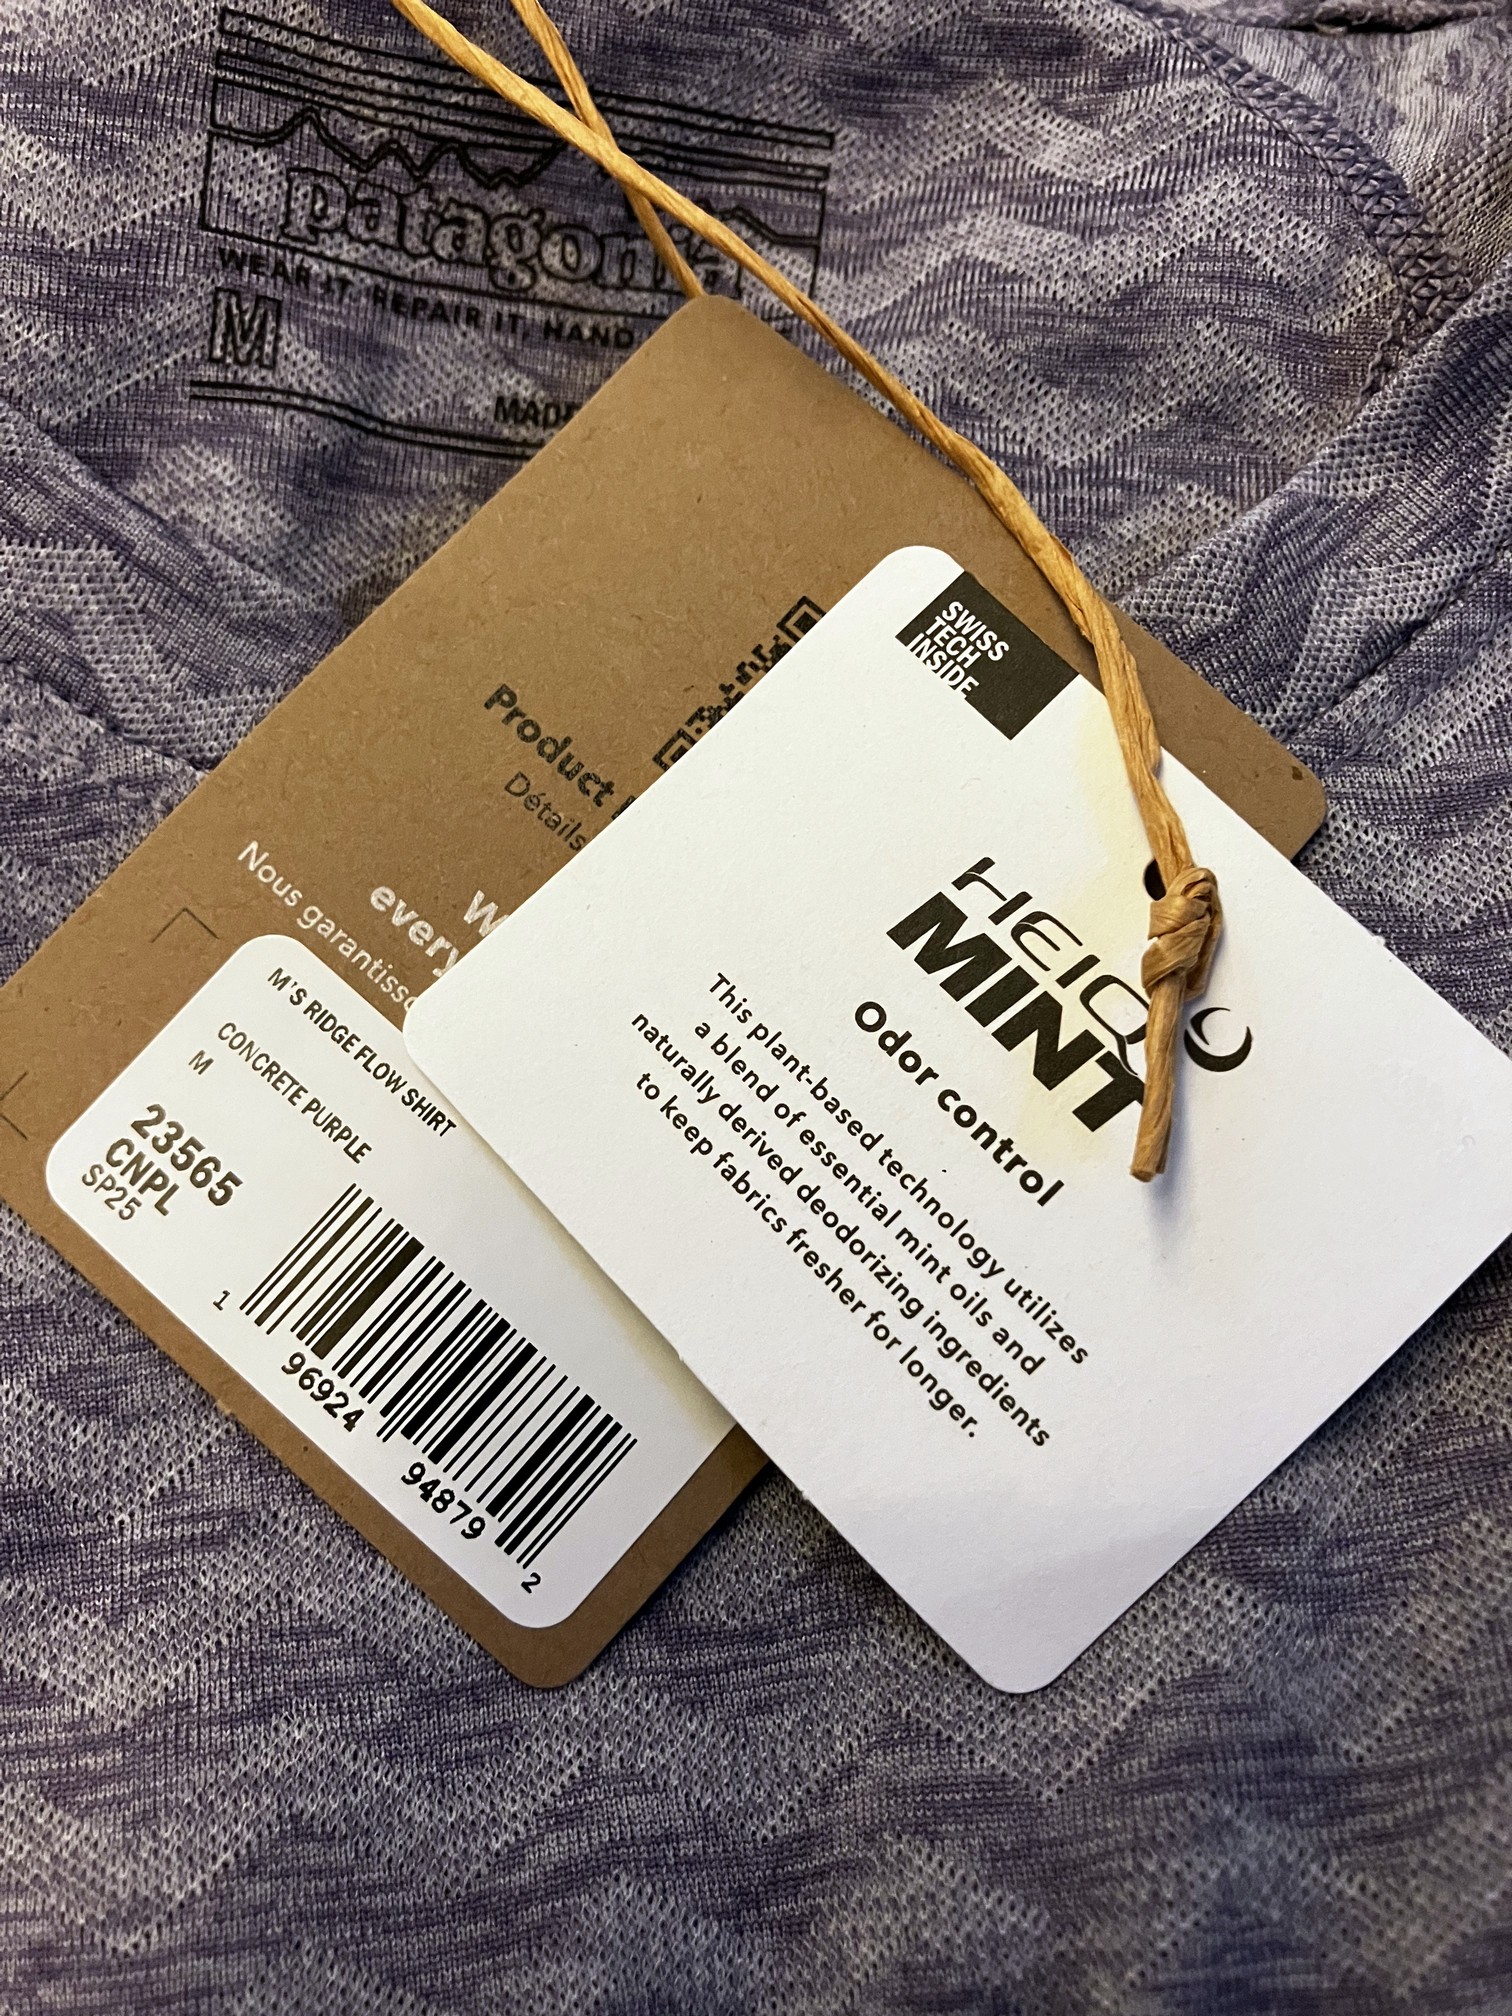 patagonia
WEAR IT, REPAIR IT, HAND
M
MADE
Product
Détails
every
Nous
M'S RIDGE FLOW SHIRT
CONCRETE PURPLE
M
23565
CNPL
SP25
1 96924 94879 2
SWISS
TECH
INSIDE
HEIQ
MINT
Odor control
This plant-based technology utilizes
a blend of essential mint oils and
naturally derived deodorizing ingredients
to keep fabrics fresher for longer.